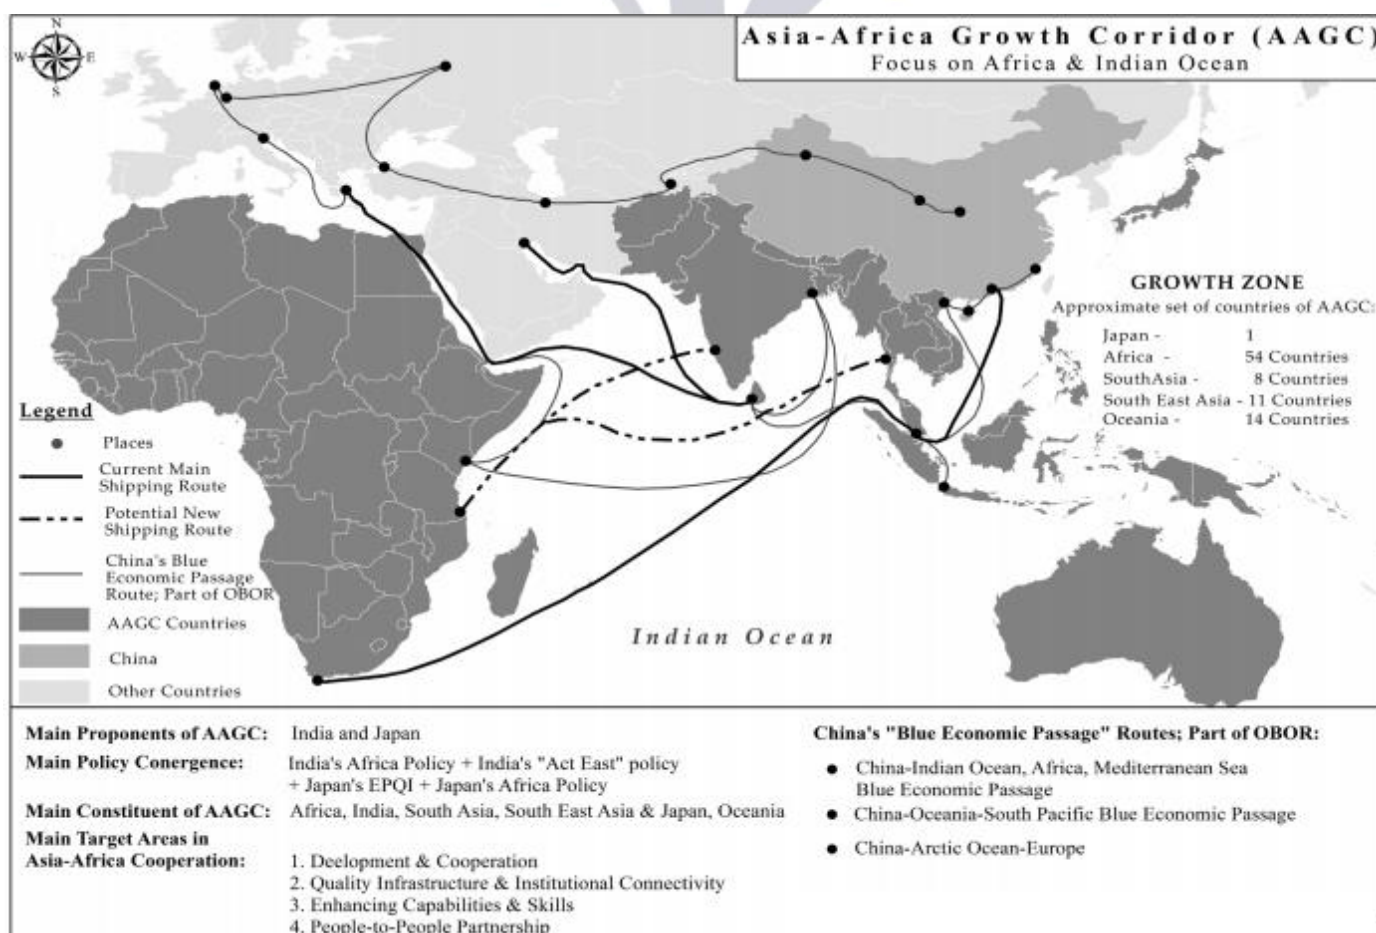 N
W E
S
Asia-Africa Growth Corridor (AAGC)
Focus on Africa & Indian Ocean
GROWTH ZONE
Approximate set of countries of AAGC:
Japan - 1
Africa - 54 Countries
SouthAsia - 8 Countries
South East Asia - 11 Countries
Oceania - 14 Countries
Legend
Places
Current Main
Shipping Route
Potential New
Shipping Route
China's Blue
Economic Passage
Route; Part of OBOR
AAGC Countries
China
Other Countries
Indian Ocean
Main Proponents of AAGC: India and Japan
Main Policy Conergence: India's Africa Policy + India's "Act East" policy
+ Japan's EPQI + Japan's Africa Policy
Main Constituent of AAGC: Africa, India, South Asia, South East Asia & Japan, Oceania
Main Target Areas in
Asia-Africa Cooperation: 1. Deelopment & Cooperation
2. Quality Infrastructure & Institutional Connectivity
3. Enhancing Capabilities & Skills
4. People-to-People Partnership
China's "Blue Economic Passage" Routes; Part of OBOR:
China-Indian Ocean, Africa, Mediterranean Sea
Blue Economic Passage
China-Oceania-South Pacific Blue Economic Passage
China-Arctic Ocean-Europe